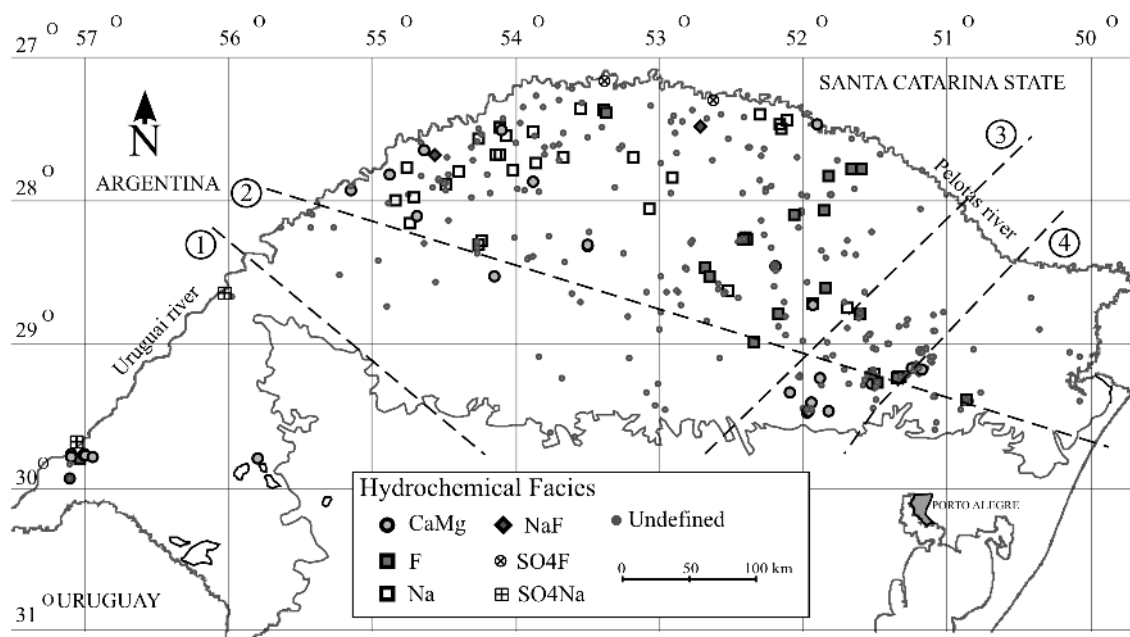 57° 56° 55° 54° 53° 52° 51° 50°
27°
SANTA CATARINA STATE
N
3
Pelotas river
28°
ARGENTINA
2
1
4
Uruguai river
29°
30°
Hydrochemical Facies
CaMg
NaF
Undefined
F
SO4F
Na
SO4Na
0 50 100 km
PORTO ALEGRE
31°
URUGUAY